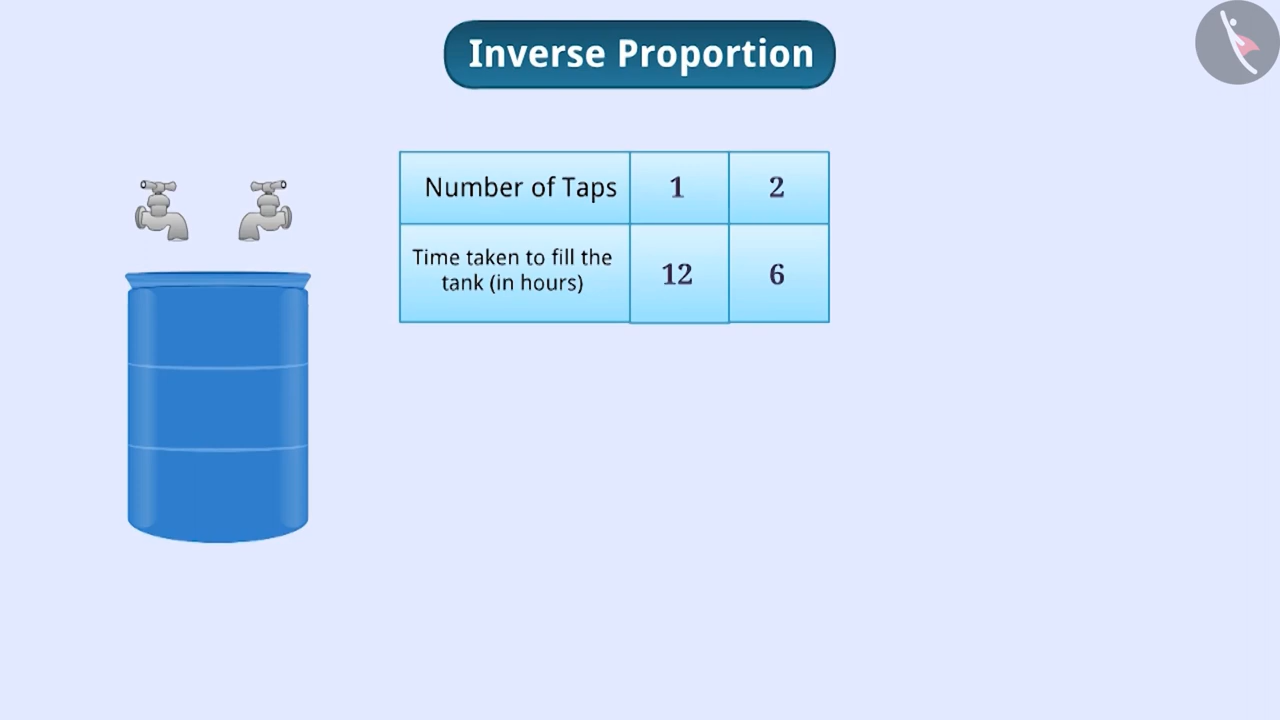 Inverse Proportion
Number of Taps 1 2
Time taken to fill the
tank (in hours) 12 6